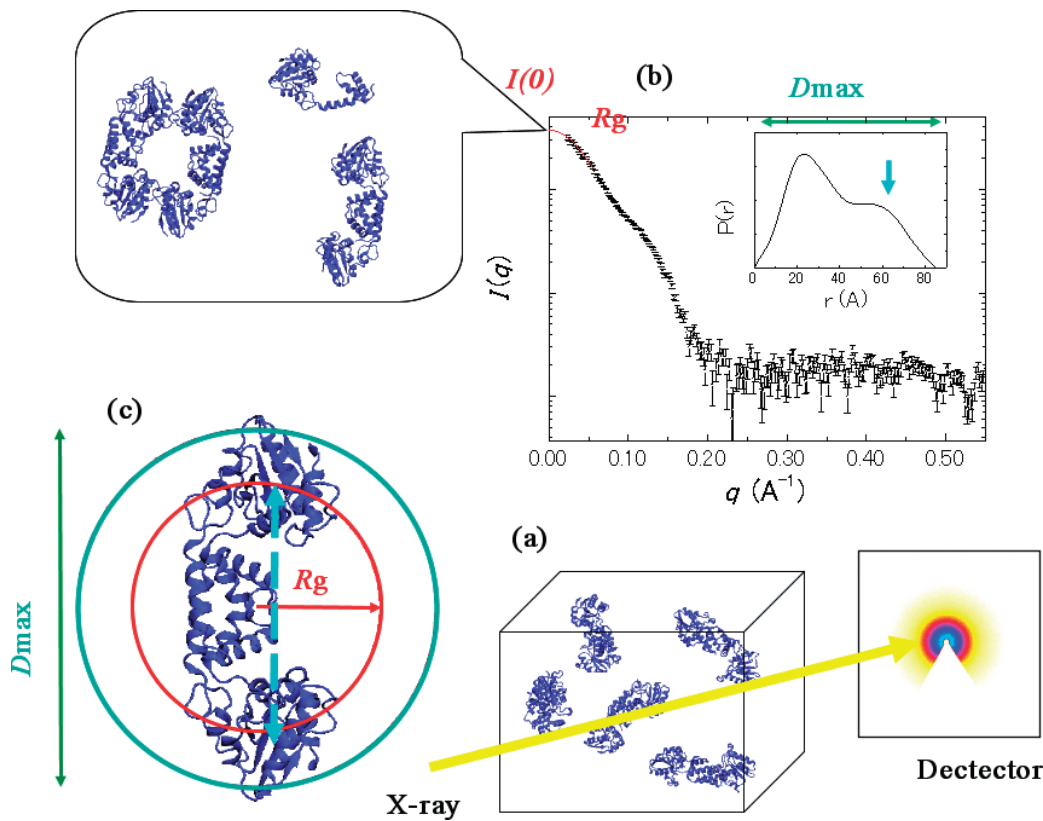 I(0)
(b)
Dmax
Rg
P(r)
0 20 40 60 80
r (A)
I(q)
0.00 0.10 0.20 0.30 0.40 0.50
q (A⁻¹)
(c)
Dmax
Rg
(a)
X-ray
Dectector